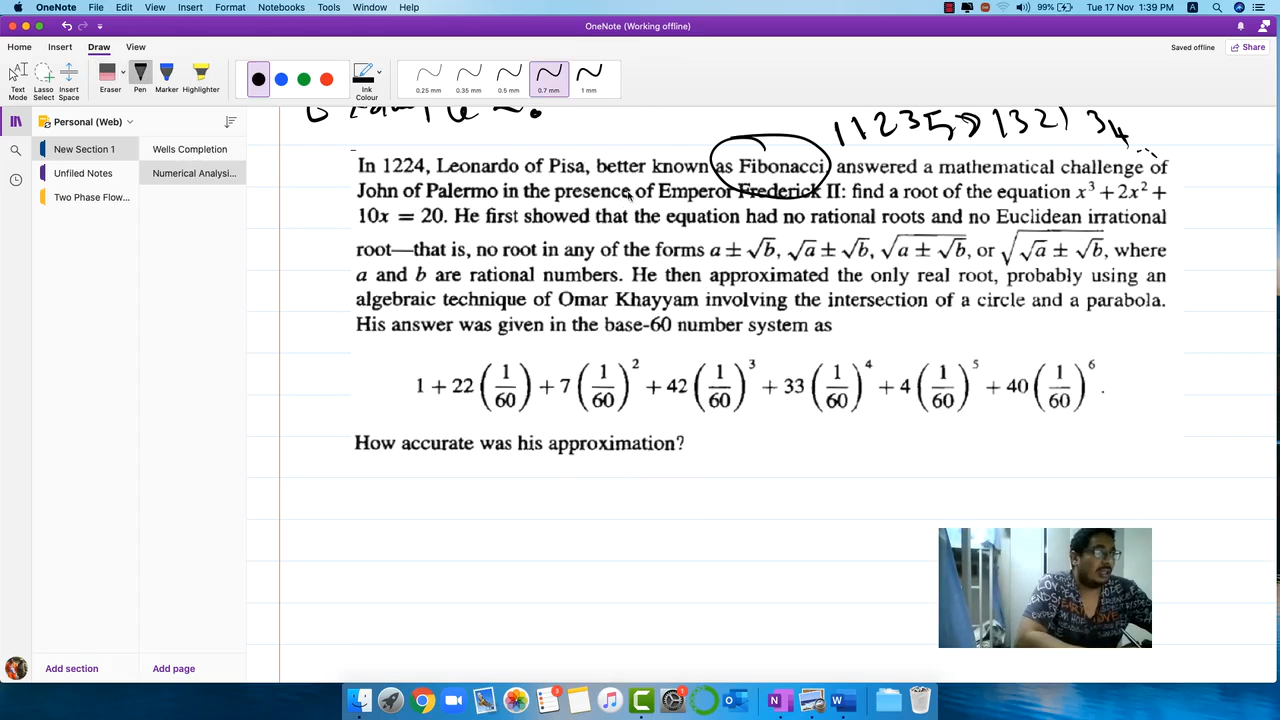 OneNote File Edit View Insert Format Notebooks Tools Window Help 99% Tue 17 Nov 1:39 PM A
OneNote (Working offline)
Home Insert Draw View Saved offline Share
Text Mode Lasso Select Insert Space Eraser Pen Marker Highlighter Ink Colour 0.25 mm 0.35 mm 0.5 mm 0.7 mm 1 mm
Personal (Web)
New Section 1 Wells Completion
Unfiled Notes Numerical Analysi...
Two Phase Flow...
1 1 2 3 5 8 13 21 34 ...
In 1224, Leonardo of Pisa, better known as Fibonacci, answered a mathematical challenge of
John of Palermo in the presence of Emperor Frederick II: find a root of the equation x³ + 2x² +
10x = 20. He first showed that the equation had no rational roots and no Euclidean irrational
root—that is, no root in any of the forms a ± √b, √a ± √b, √(a ± √b), or √(√a ± √b), where
a and b are rational numbers. He then approximated the only real root, probably using an
algebraic technique of Omar Khayyam involving the intersection of a circle and a parabola.
His answer was given in the base-60 number system as
1 + 22 (1/60) + 7 (1/60)² + 42 (1/60)³ + 33 (1/60)⁴ + 4 (1/60)⁵ + 40 (1/60)⁶.
How accurate was his approximation?
Add section Add page